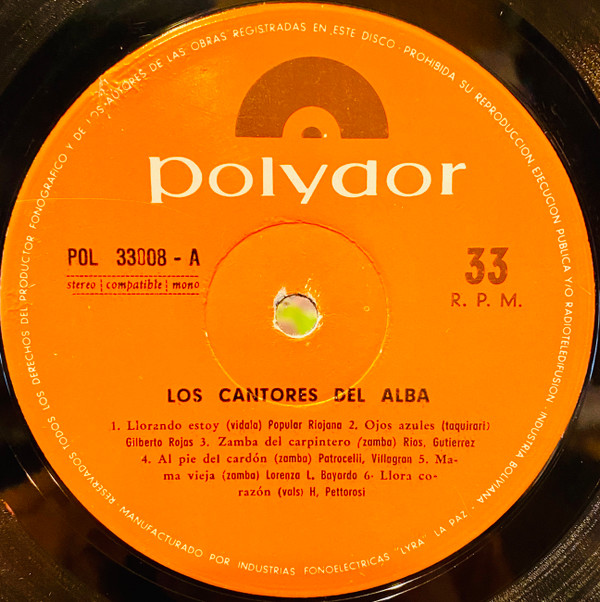 RESERVADOS TODOS LOS DERECHOS DEL PRODUCTOR FONOGRAFICO Y DE LOS AUTORES DE LAS OBRAS REGISTRADAS EN ESTE DISCO · PROHIBIDA SU REPRODUCCION EJECUCION PUBLICA Y/O RADIOTELEDIFUSION INDUSTRIA BOLIVIANA
polydor
POL 33008 - A
stereo compatible mono
33
R. P. M.
LOS CANTORES DEL ALBA
1. Llorando estoy (vidala) Popular Riojana 2. Ojos azules (taquirari)
Gilberto Rojas 3. Zamba del carpintero (zamba) Rios, Gutierrez
4. Al pie del cardón (zamba) Patrocelli, Villagran 5. Ma-
ma vieja (zamba) Lorenza L. Bayardo 6· Llora co-
razón (vals) H, Pettorosi
MANUFACTURADO POR INDUSTRIAS FONOELECTRICAS "LYRA" LA PAZ -